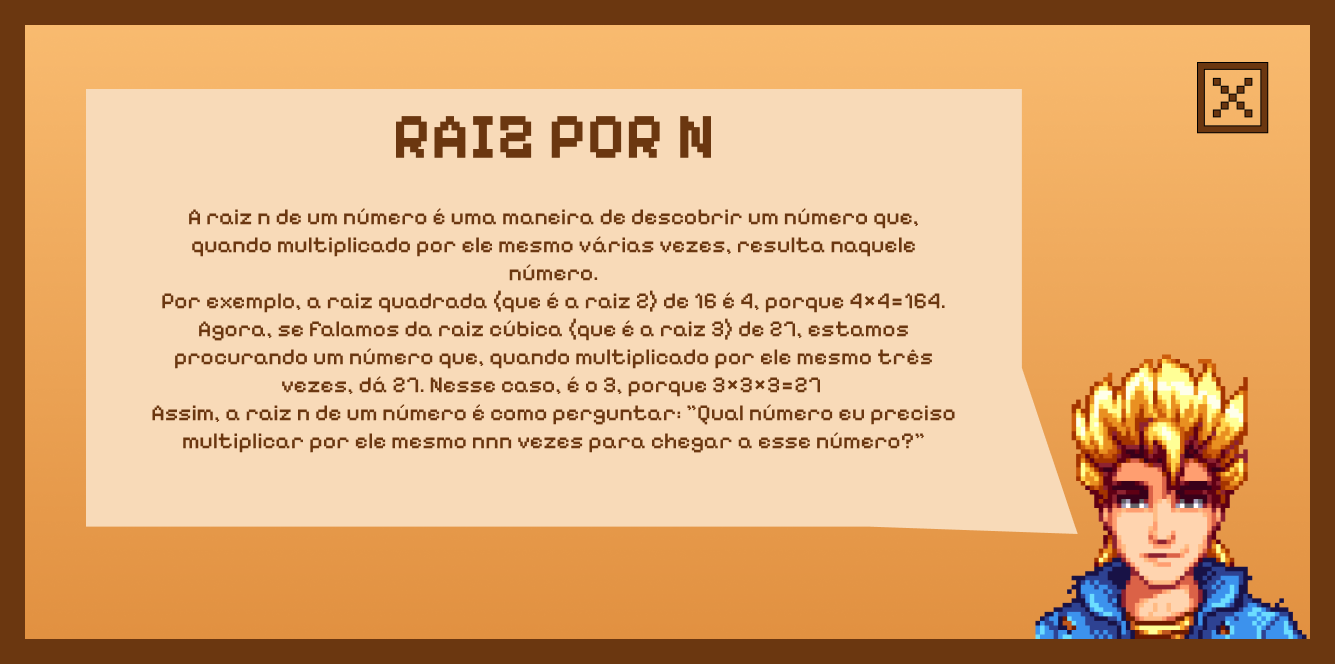 RAIZ POR N
A raiz n de um número é uma maneira de descobrir um número que,
quando multiplicado por ele mesmo várias vezes, resulta naquele
número.
Por exemplo, a raiz quadrada (que é a raiz 2) de 16 é 4, porque 4×4=164.
Agora, se falamos da raiz cúbica (que é a raiz 3) de 27, estamos
procurando um número que, quando multiplicado por ele mesmo três
vezes, dá 27. Nesse caso, é o 3, porque 3×3×3=27
Assim, a raiz n de um número é como perguntar: "Qual número eu preciso
multiplicar por ele mesmo nnn vezes para chegar a esse número?"